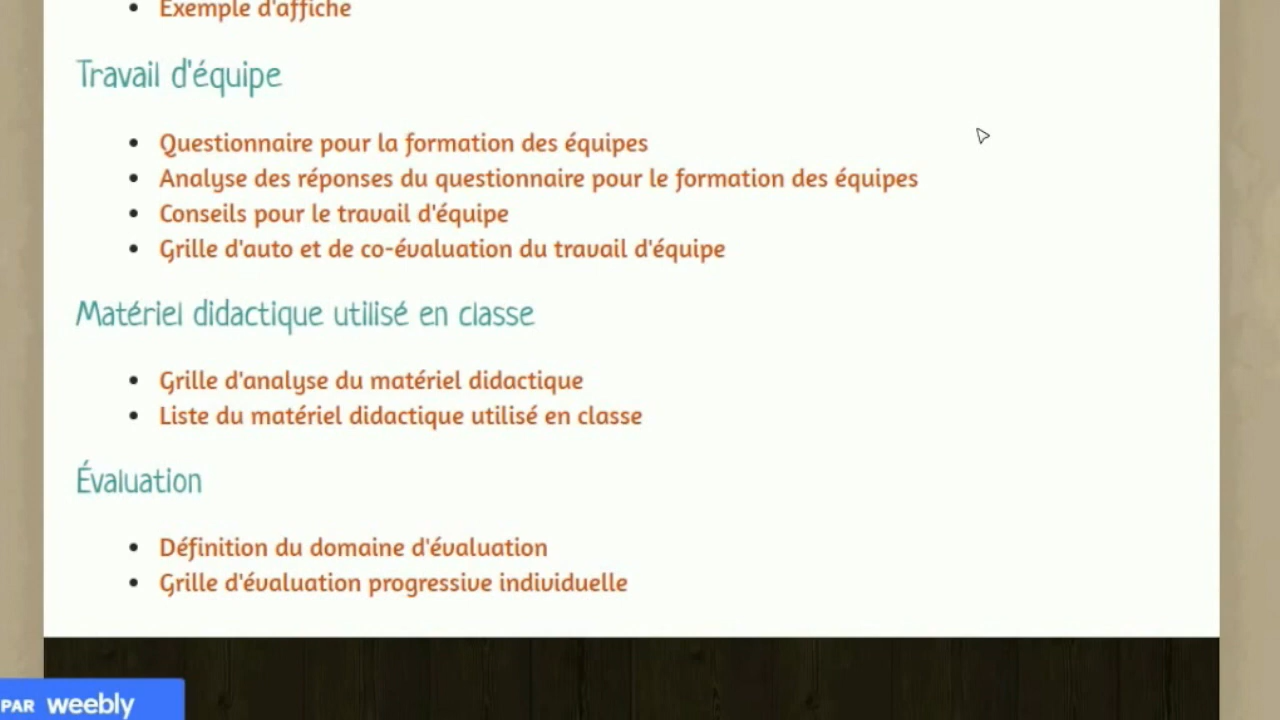 Exemple d'affiche
Travail d'équipe
Questionnaire pour la formation des équipes
Analyse des réponses du questionnaire pour le formation des équipes
Conseils pour le travail d'équipe
Grille d'auto et de co-évaluation du travail d'équipe
Matériel didactique utilisé en classe
Grille d'analyse du matériel didactique
Liste du matériel didactique utilisé en classe
Évaluation
Définition du domaine d'évaluation
Grille d'évaluation progressive individuelle
PAR weebly